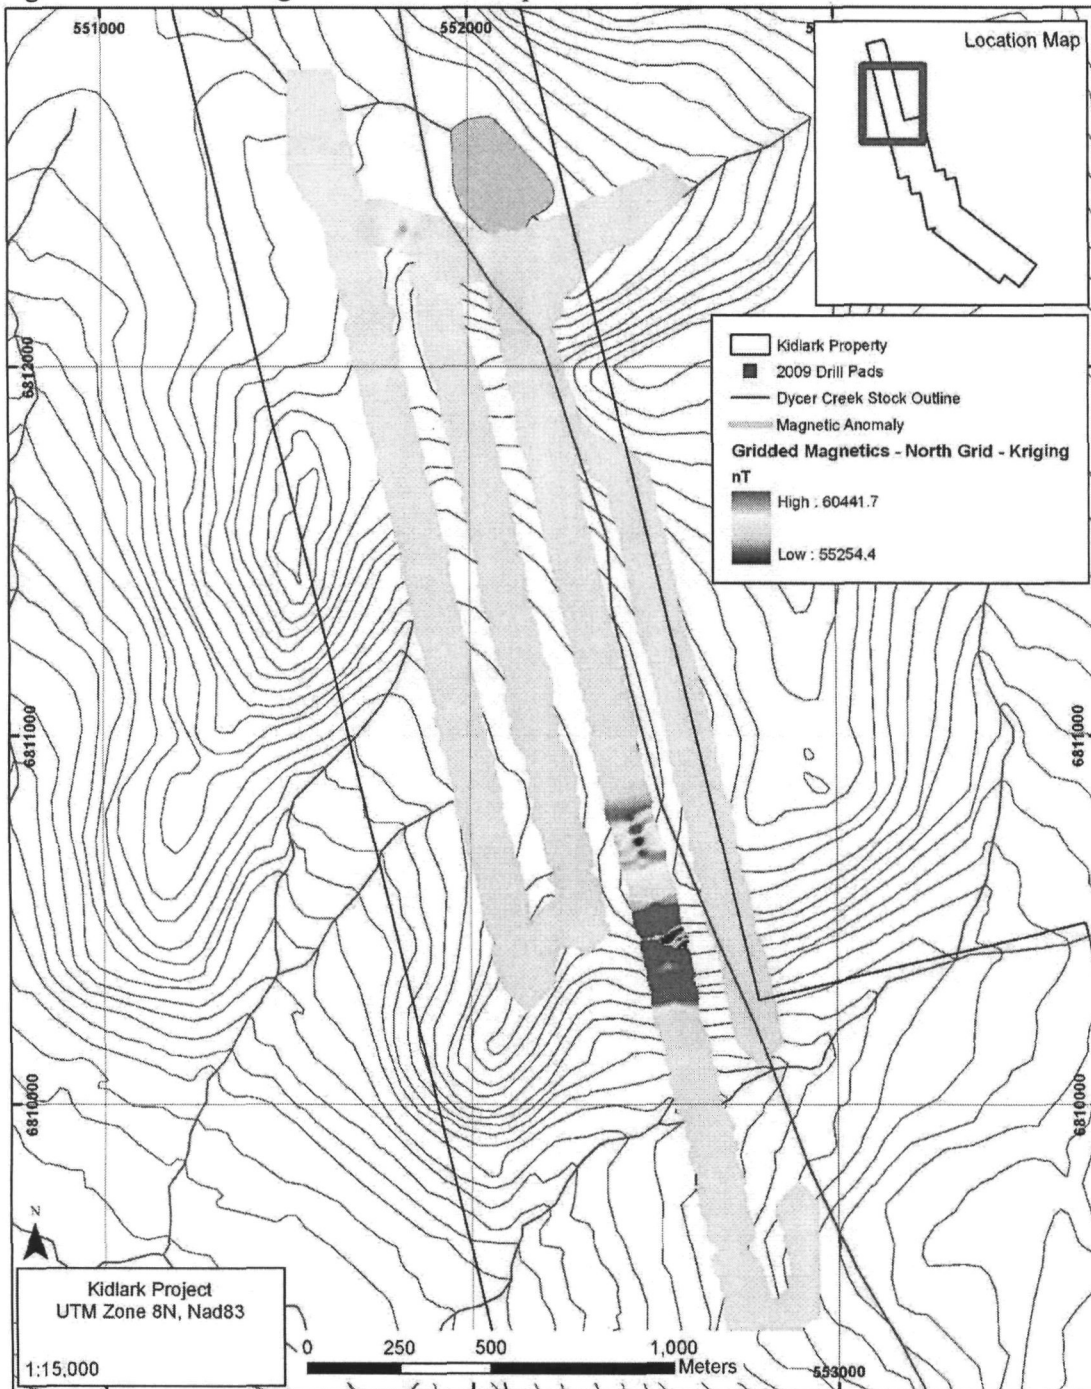 551000
552000
Location Map
6812000
Kidlark Property
2009 Drill Pads
Dycer Creek Stock Outline
Magnetic Anomaly
Gridded Magnetics - North Grid - Kriging
nT
High : 60441.7
Low : 55254.4
6811000
6811000
6810000
6810000
N
Kidlark Project
UTM Zone 8N, Nad83
1:15,000
0 250 500 1,000
Meters
553000